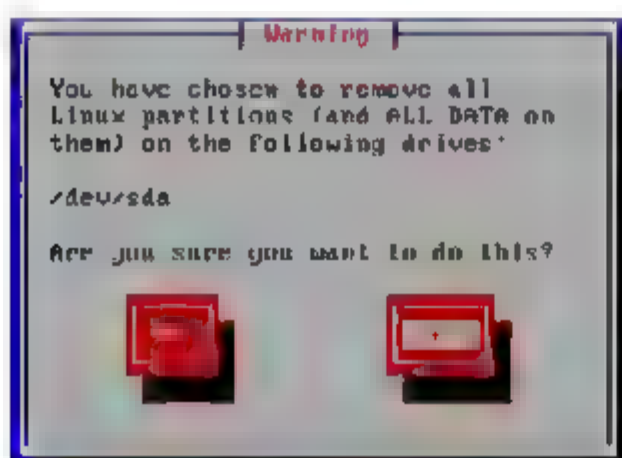 Warning
You have chosen to remove all
Linux partitions (and ALL DATA on
them) on the following drives:
/dev/sda
Are you sure you want to do this?